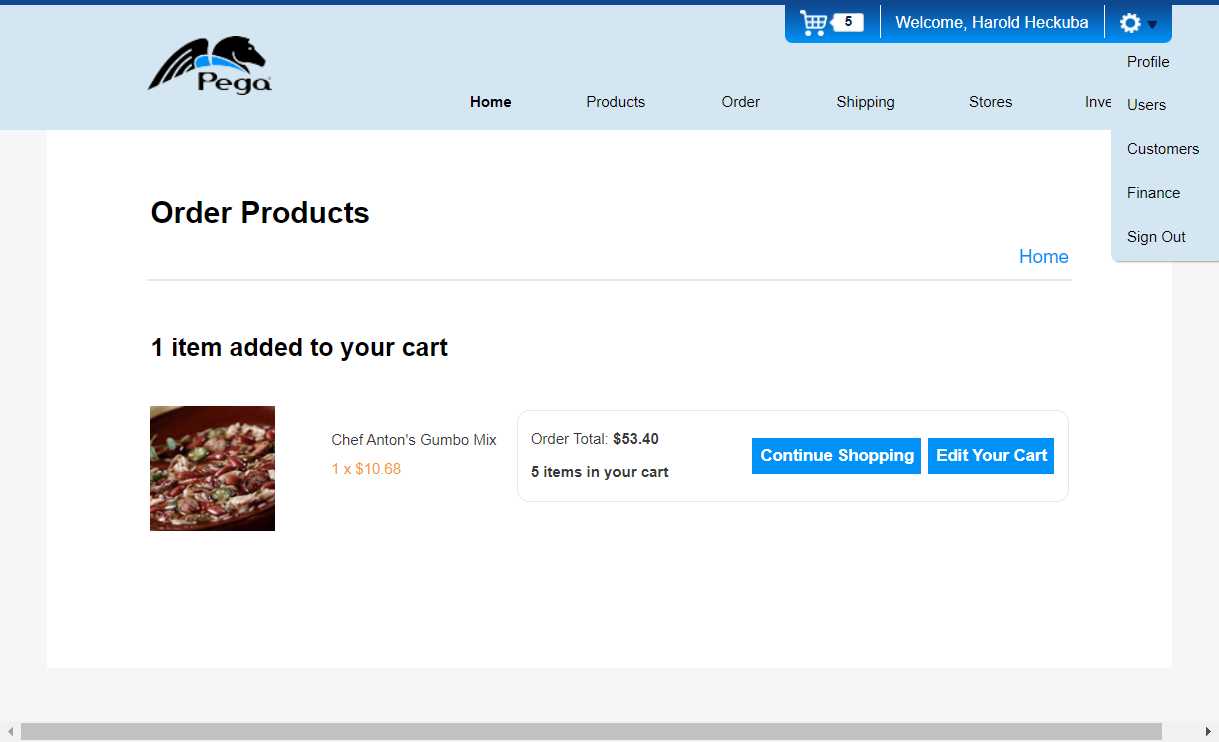 5
Welcome, Harold Heckuba
Pega
Home
Products
Order
Shipping
Stores
Inve
Profile
Users
Customers
Finance
Sign Out
Order Products
Home
1 item added to your cart
Chef Anton's Gumbo Mix
1 x $10.68
Order Total: $53.40
5 items in your cart
Continue Shopping
Edit Your Cart